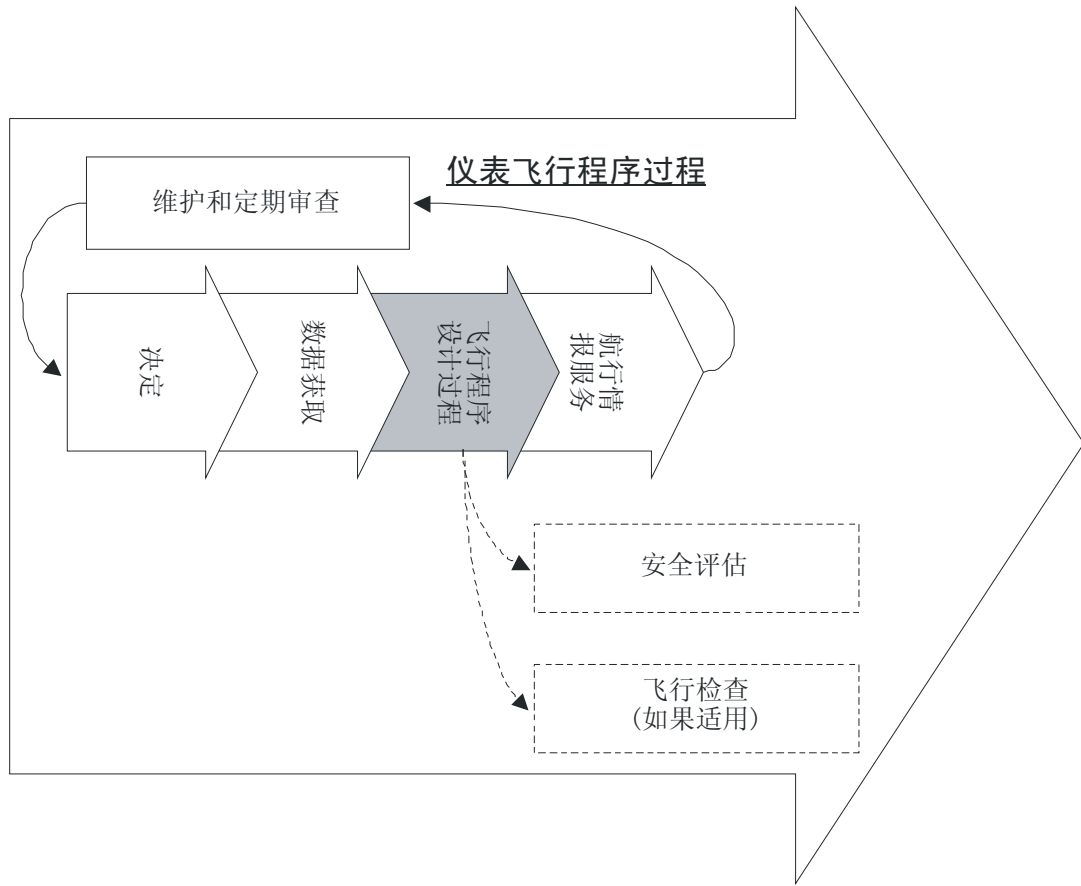 仪表飞行程序过程
维护和定期审查
决定
数据获取
飞行程序
设计过程
航行情
报服务
安全评估
飞行检查
(如果适用)